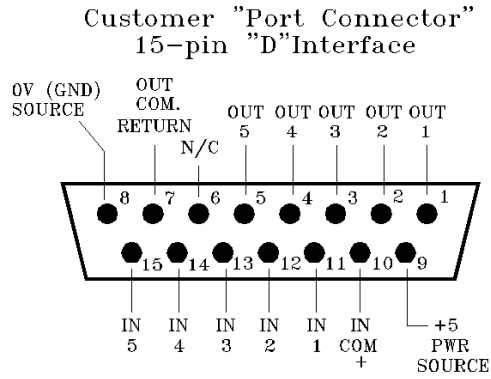 Customer "Port Connector"
15-pin "D"Interface
0V (GND)
SOURCE
OUT
COM.
RETURN
N/C
OUT OUT OUT OUT OUT
5 4 3 2 1
8 7 6 5 4 3 2 1
15 14 13 12 11 10 9
IN IN IN IN IN IN +5
5 4 3 2 1 COM PWR
+ SOURCE